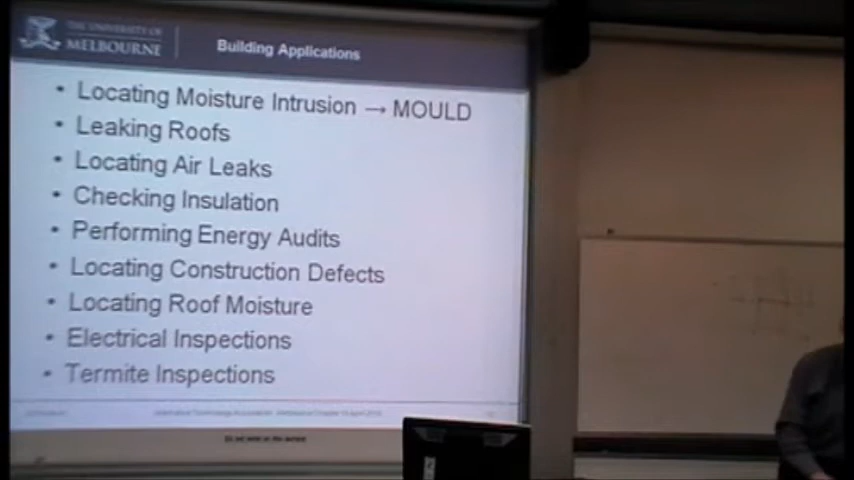 THE UNIVERSITY OF
MELBOURNE
Building Applications
• Locating Moisture Intrusion → MOULD
• Leaking Roofs
• Locating Air Leaks
• Checking Insulation
• Performing Energy Audits
• Locating Construction Defects
• Locating Roof Moisture
• Electrical Inspections
• Termite Inspections